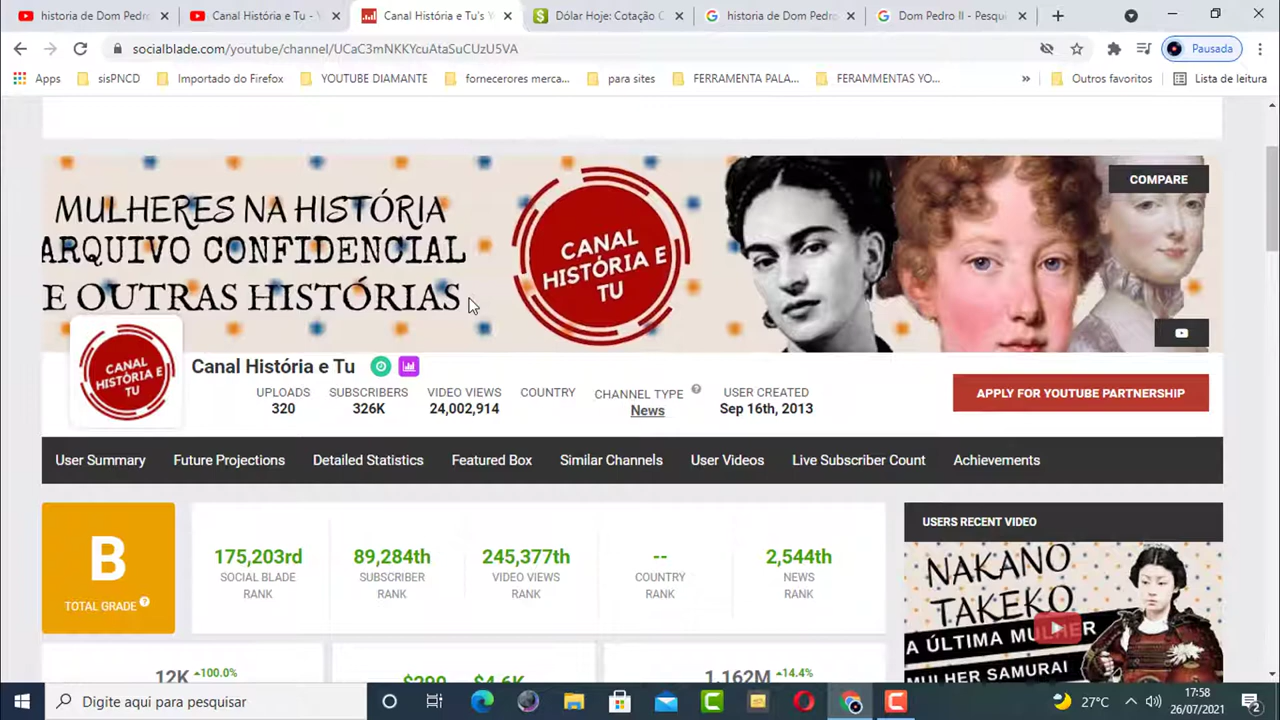 historia de Dom Pedr
Canal História e Tu - Y
Canal História e Tu's Y
Dólar Hoje: Cotação C
historia de Dom Pedro
Dom Pedro II - Pesqu
socialblade.com/youtube/channel/UCaC3mNKKYcuAtaSuCUzU5VA
Pausada
Apps
sisPNCD
Importado do Firefox
YOUTUBE DIAMANTE
fornecerores merca...
para sites
FERRAMENTA PALA...
FERAMMENTAS YO...
Outros favoritos
Lista de leitura
MULHERES NA HISTÓRIA
ARQUIVO CONFIDENCIAL
E OUTRAS HISTÓRIAS
CANAL
HISTÓRIA E
TU
COMPARE
CANAL
HISTÓRIA E
TU
Canal História e Tu
UPLOADS
320
SUBSCRIBERS
326K
VIDEO VIEWS
24,002,914
COUNTRY
CHANNEL TYPE
News
USER CREATED
Sep 16th, 2013
APPLY FOR YOUTUBE PARTNERSHIP
User Summary
Future Projections
Detailed Statistics
Featured Box
Similar Channels
User Videos
Live Subscriber Count
Achievements
B
TOTAL GRADE
175,203rd
SOCIAL BLADE
RANK
89,284th
SUBSCRIBER
RANK
245,377th
VIDEO VIEWS
RANK
--
COUNTRY
RANK
2,544th
NEWS
RANK
USERS RECENT VIDEO
NAKANO
TAKEKO
A ÚLTIMA MULHER
MULHER SAMURAI
12K +100.0%
$290 - $4.6K
1.162M +14.4%
Digite aqui para pesquisar
27°C
17:58
26/07/2021
2